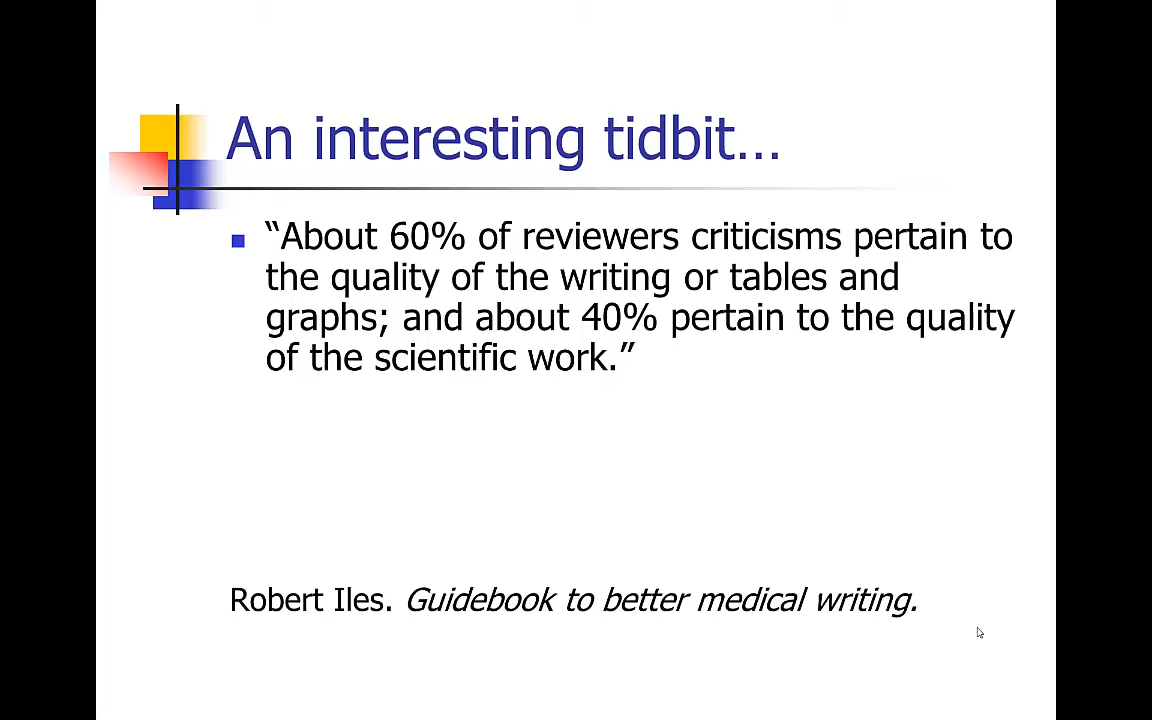 An interesting tidbit…
“About 60% of reviewers criticisms pertain to
the quality of the writing or tables and
graphs; and about 40% pertain to the quality
of the scientific work.”
Robert Iles. Guidebook to better medical writing.